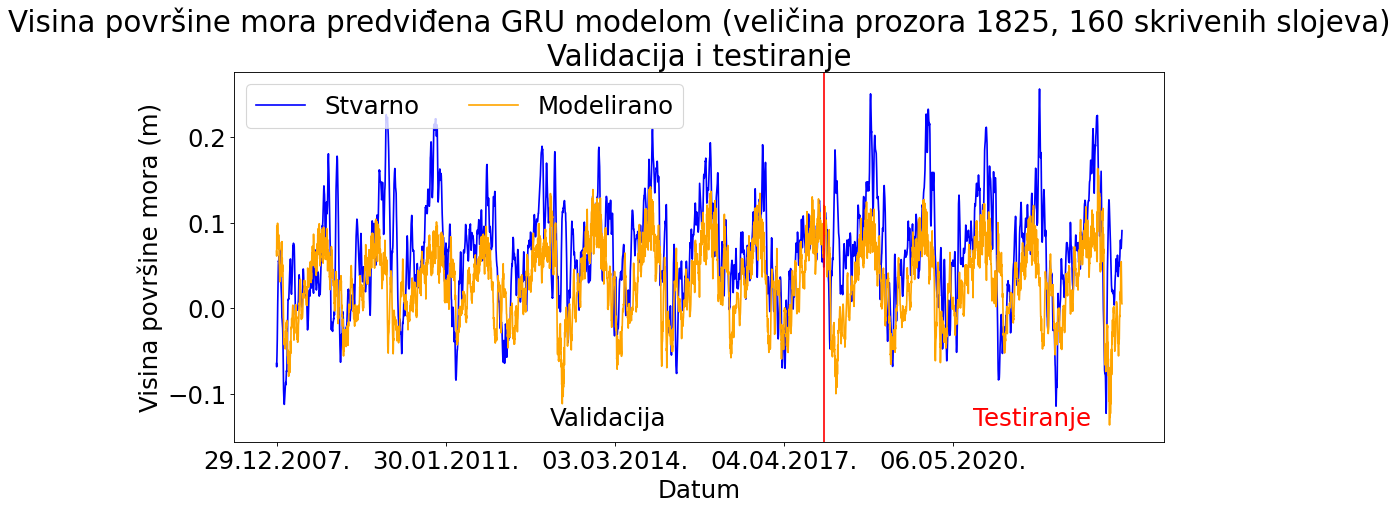 Visina površine mora predviđena GRU modelom (veličina prozora 1825, 160 skrivenih slojeva)
Validacija i testiranje
Stvarno Modelirano
Visina površine mora (m)
0.2
0.1
0.0
−0.1
Validacija Testiranje
29.12.2007. 30.01.2011. 03.03.2014. 04.04.2017. 06.05.2020.
Datum